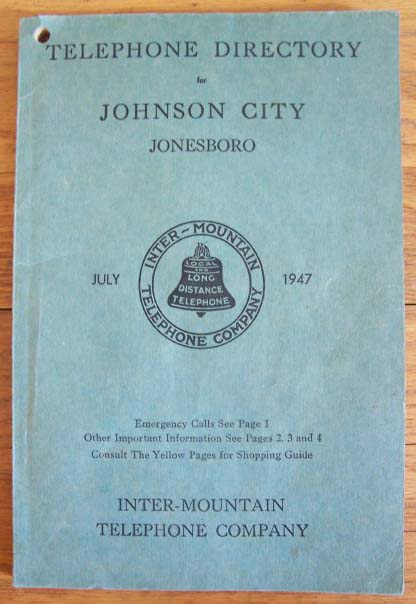 TELEPHONE DIRECTORY
for
JOHNSON CITY
JONESBORO
JULY 1947
INTER-MOUNTAIN
TELEPHONE COMPANY
LOCAL
AND
LONG
DISTANCE
TELEPHONE
Emergency Calls See Page 1
Other Important Information See Pages 2, 3 and 4
Consult The Yellow Pages for Shopping Guide
INTER-MOUNTAIN
TELEPHONE COMPANY